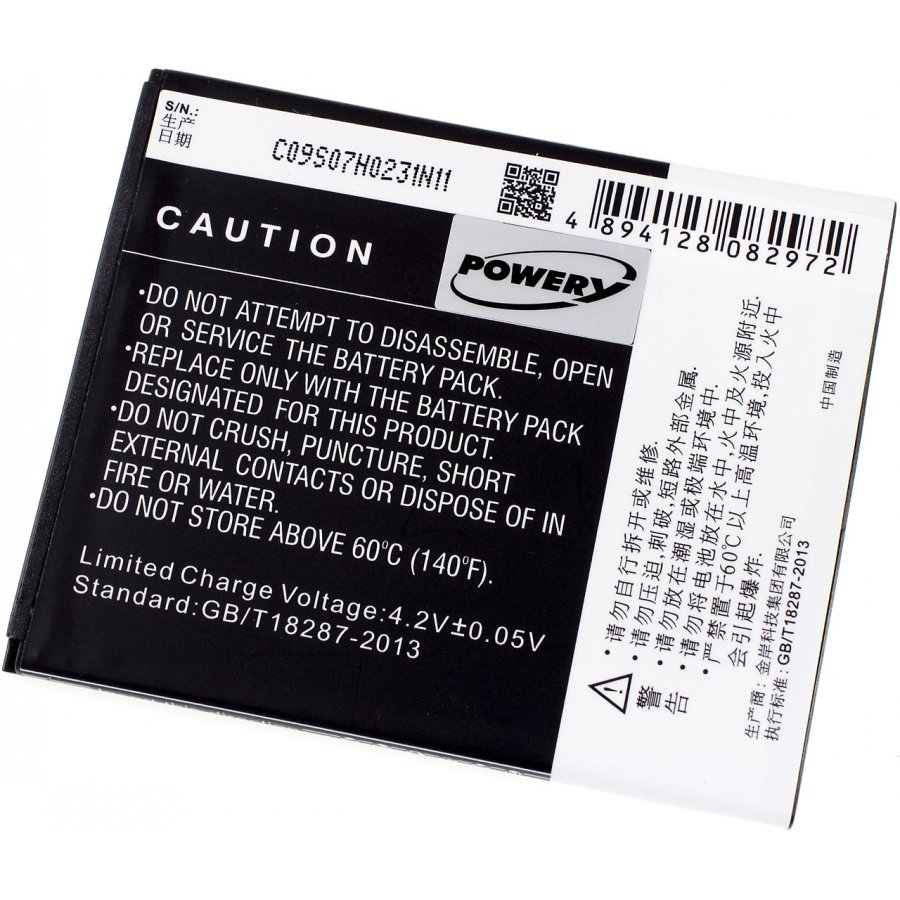 S/N.:
生产
日期
C09S07H0231N11
4 894128 082972
CAUTION
POWERY
•DO NOT ATTEMPT TO DISASSEMBLE, OPEN
OR SERVICE THE BATTERY PACK.
•REPLACE ONLY WITH THE BATTERY PACK
DESIGNATED FOR THIS PRODUCT.
•DO NOT CRUSH, PUNCTURE, SHORT
EXTERNAL CONTACTS OR DISPOSE OF IN
FIRE OR WATER.
•DO NOT STORE ABOVE 60°C (140°F).
Limited Charge Voltage:4.2V±0.05V
Standard:GB/T18287-2013
警
告
•请勿自行拆开或维修.
•请勿压迫,刺破,短路外部金属.
•请勿放在潮湿或极端环境中.
•请勿将电池放在水中,火中及火源附近.
•严禁置于60℃以上高温环境,投入火中
会引起爆炸.
生产商:金岸科技集团有限公司
执行标准:GB/T18287-2013
中国制造